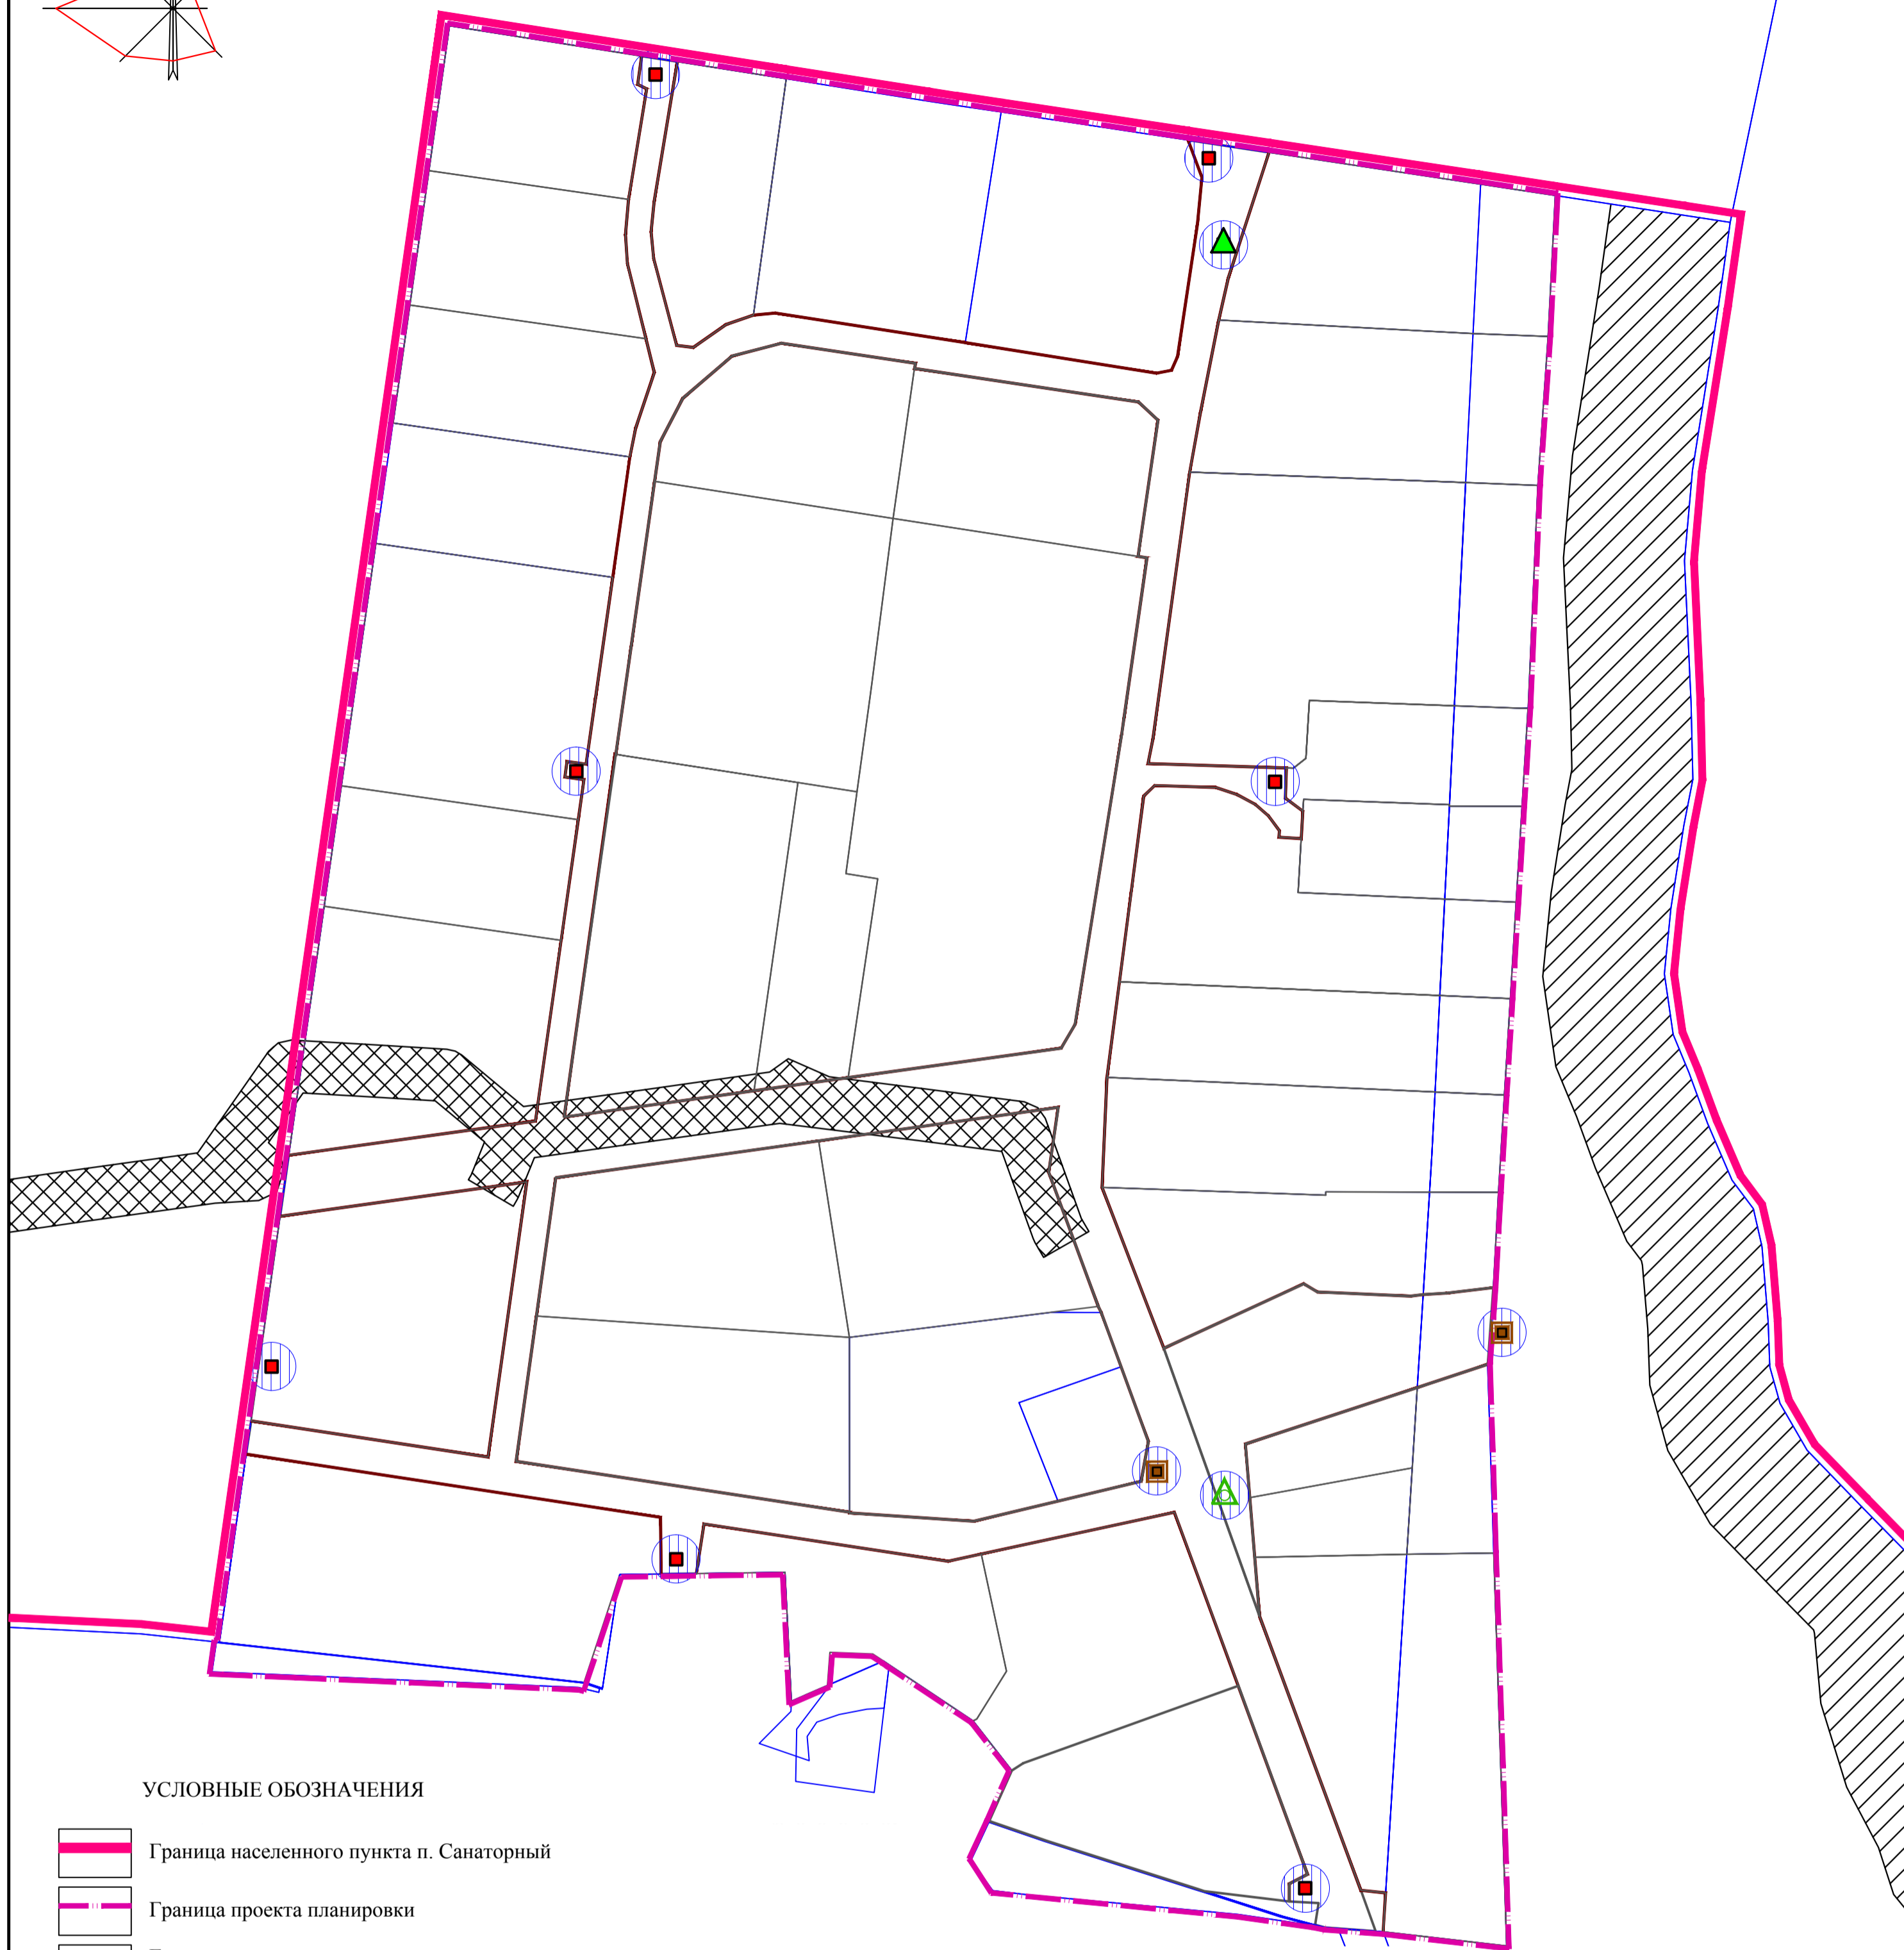 УСЛОВНЫЕ ОБОЗНАЧЕНИЯ
Граница населенного пункта п. Санаторный
Граница проекта планировки